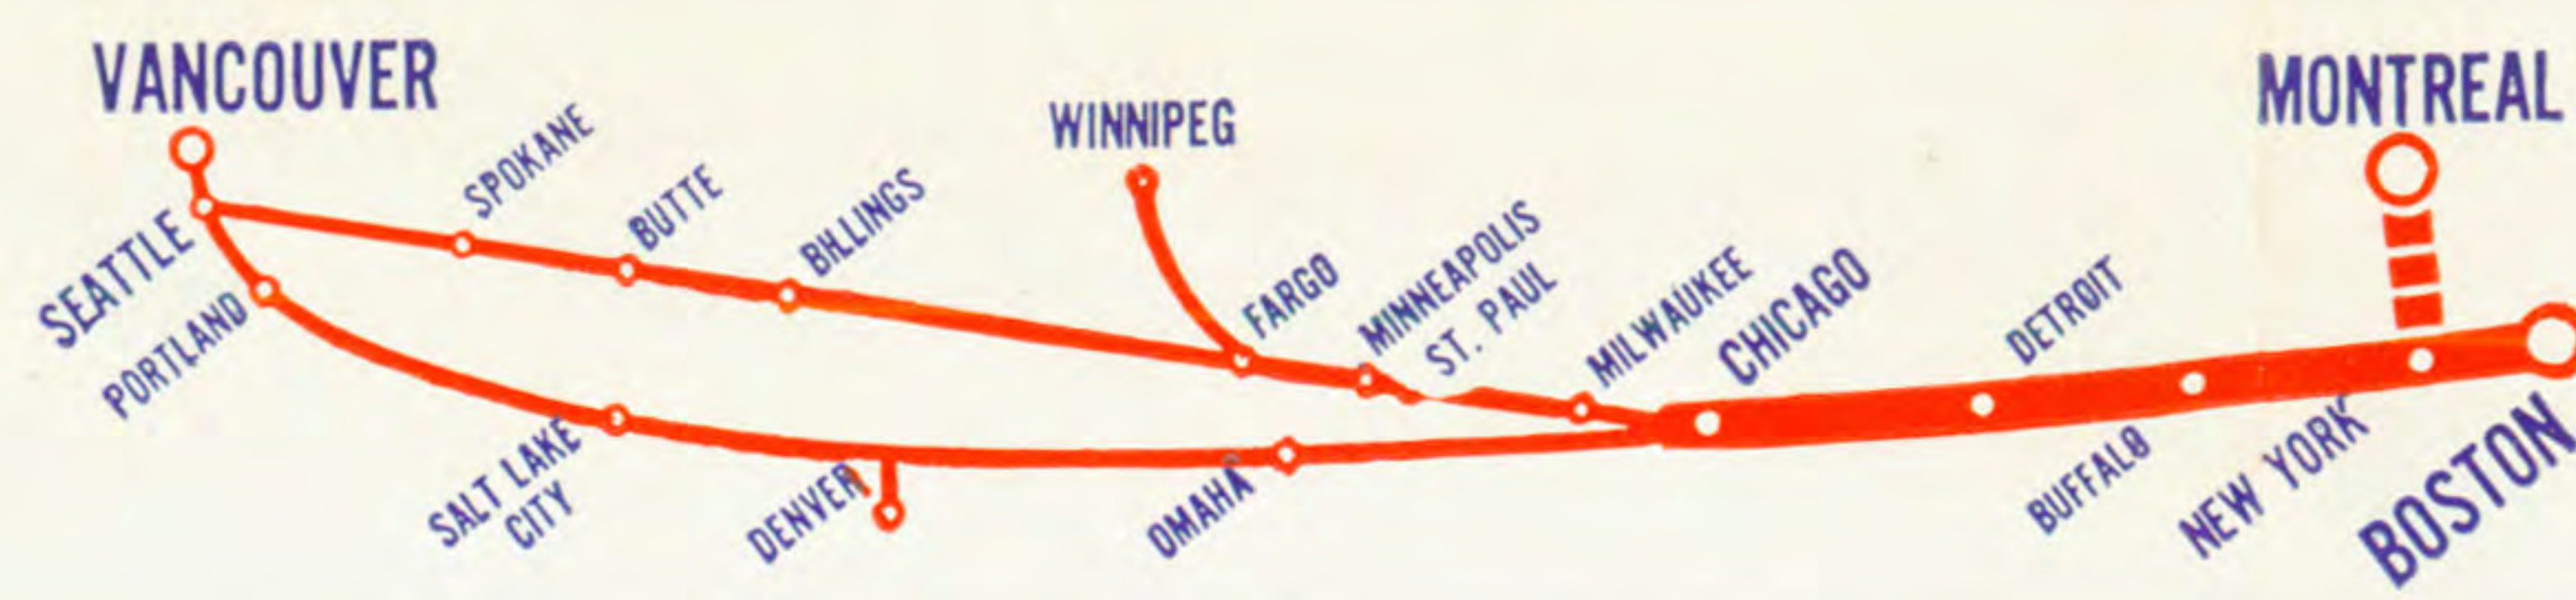 VANCOUVER
SEATTLE
PORTLAND
SPOKANE
BUTTE
BILLINGS
SALT LAKE
CITY
DENVER
WINNIPEG
FARGO
OMAHA
MINNEAPOLIS
ST. PAUL
MILWAUKEE
CHICAGO
DETROIT
BUFFALO
NEW YORK
MONTREAL
BOSTON